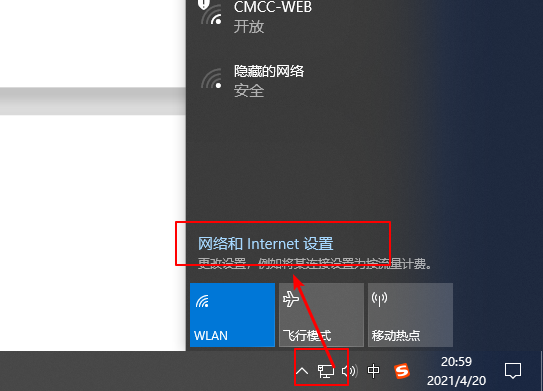 CMCC-WEB
开放
隐藏的网络
安全
网络和 Internet 设置
更改设置，例如将某连接设置为按流量计费。
WLAN
飞行模式
移动热点
中
S
20:59
2021/4/20